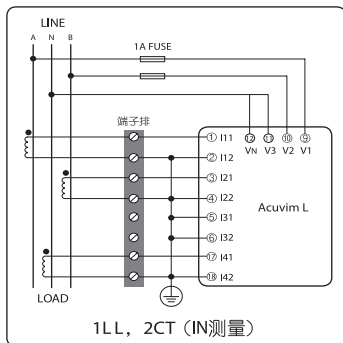 LINE
A N B
1A FUSE
端子排
① I11
② I12
③ I21
④ I22
⑤ I31
⑥ I32
⑰ I41
⑱ I42
⑫ ⑪ ⑩ ⑨
VN V3 V2 V1
Acuvim L
LOAD
1LL，2CT（IN测量）